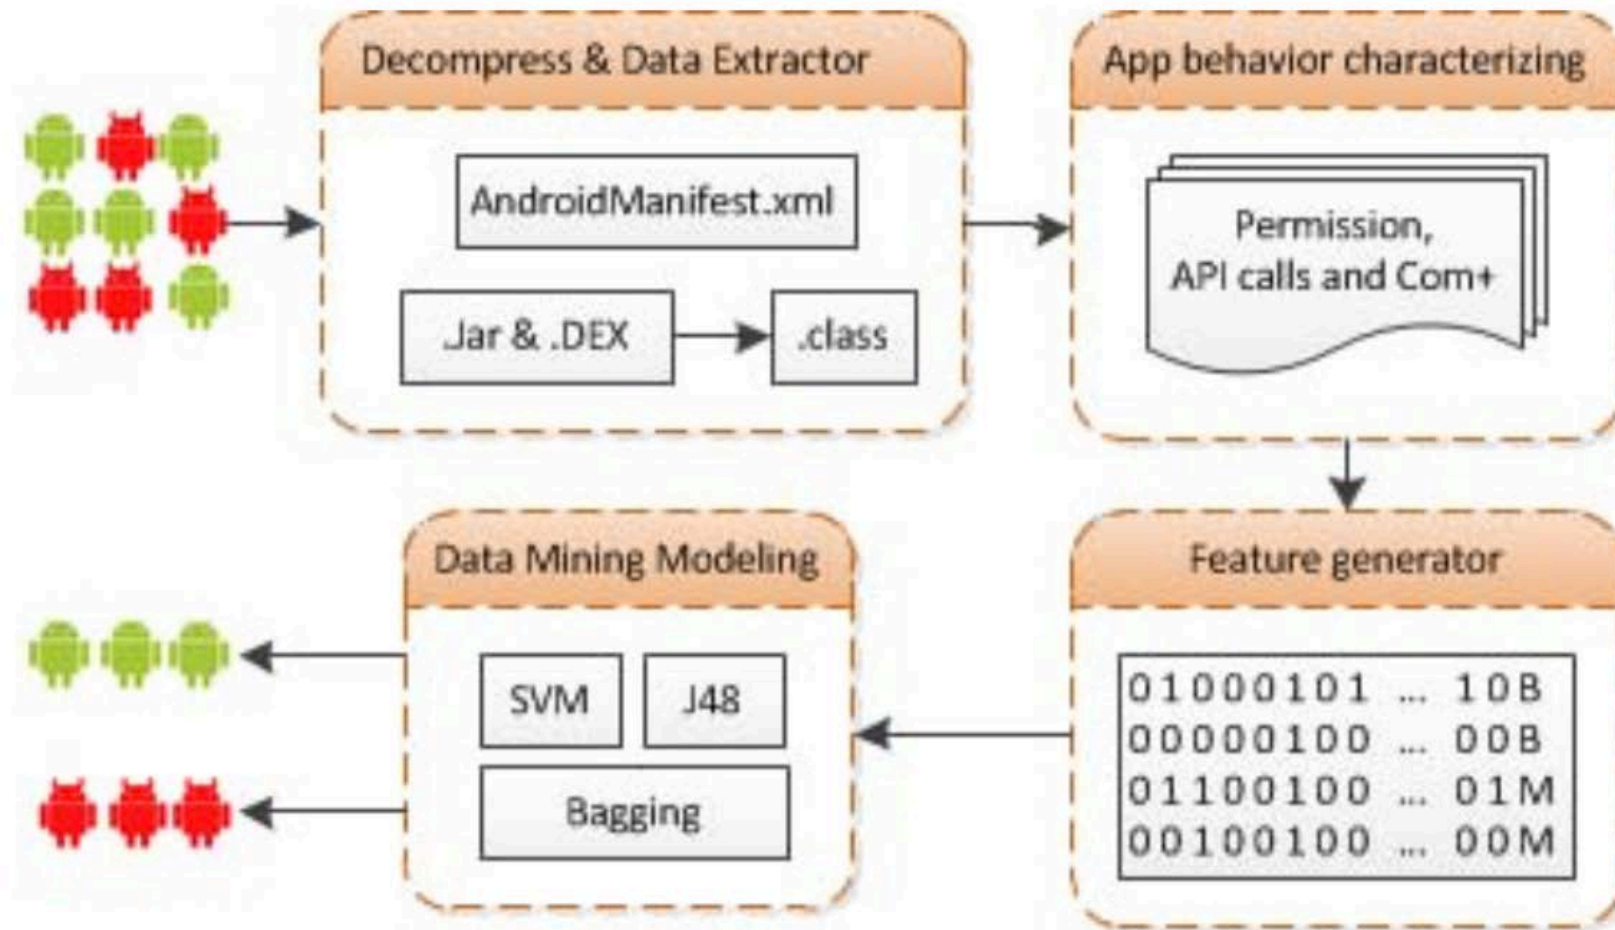 Decompress & Data Extractor
AndroidManifest.xml
.Jar & .DEX
.class
App behavior characterizing
Permission,
API calls and Com+
Feature generator
01000101 ... 10B
00000100 ... 00B
01100100 ... 01M
00100100 ... 00M
Data Mining Modeling
SVM
J48
Bagging